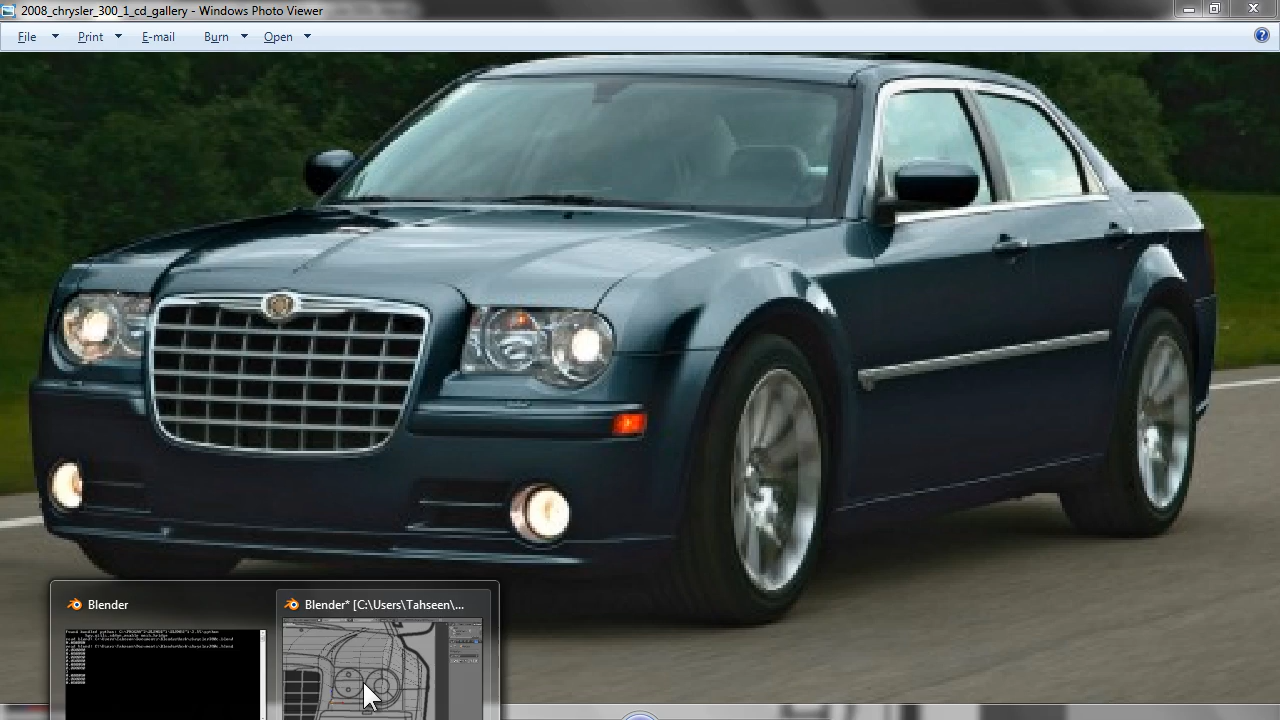 2008_chrysler_300_1_cd_gallery - Windows Photo Viewer
File Print E-mail Burn Open
Blender
Blender* [C:\Users\Tahseen\...